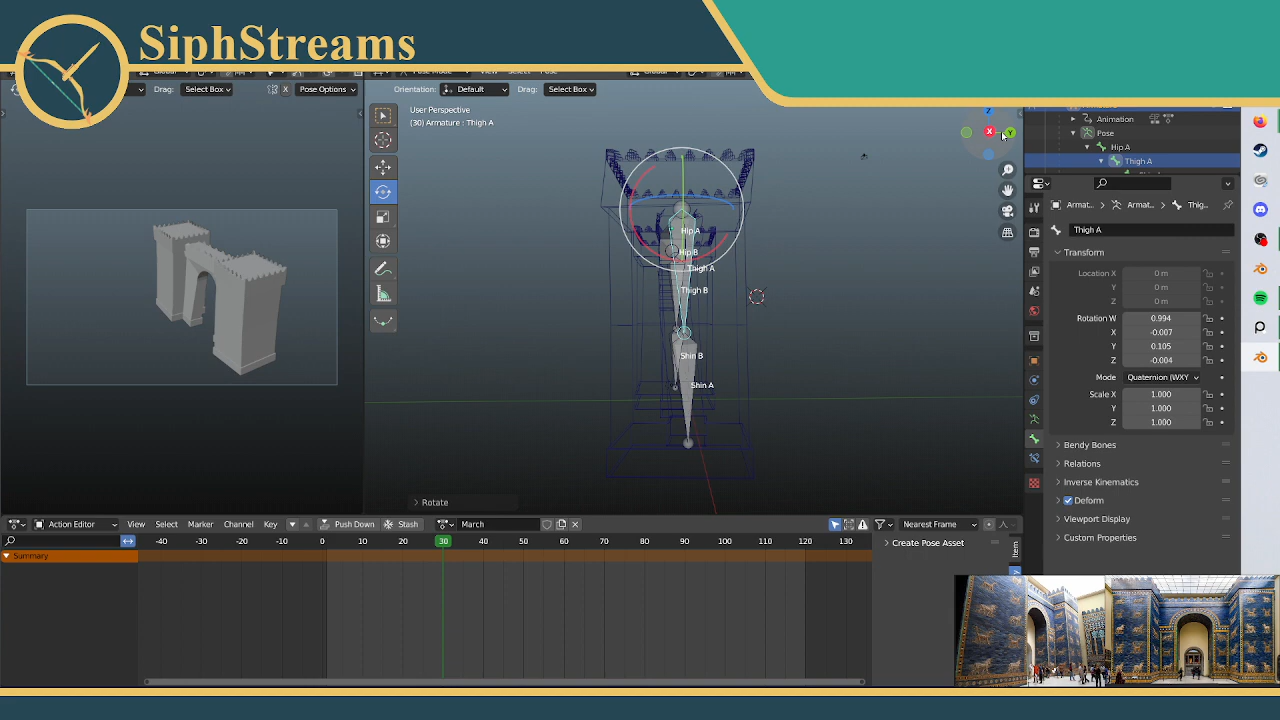 SiphStreams
Drag: Select Box
X Pose Options
Orientation: Default Drag: Select Box
User Perspective
(30) Armature : Thigh A
Z
X
Y
Hip A
Hip B
Thigh A
Thigh B
Shin B
Shin A
Rotate
Animation
Pose
Hip A
Thigh A
Armat... Armat... Thig...
Thigh A
Transform
Location X 0 m
Y 0 m
Z 0 m
Rotation W 0.994
X -0.007
Y 0.105
Z -0.004
Mode Quaternion (WXY
Scale X 1.000
Y 1.000
Z 1.000
Bendy Bones
Relations
Inverse Kinematics
Deform
Viewport Display
Custom Properties
Action Editor View Select Marker Channel Key Push Down Stash March Nearest Frame
-40 -30 -20 -10 0 10 20 30 40 50 60 70 80 90 100 110 120 130
Summary
Create Pose Asset
Item